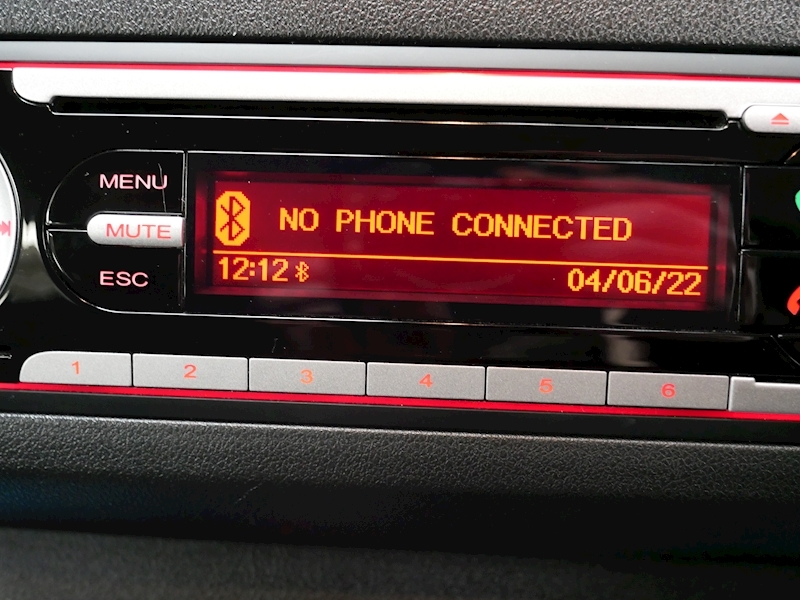 MENU
MUTE
ESC
NO PHONE CONNECTED
12:12
04/06/22
1 2 3 4 5 6